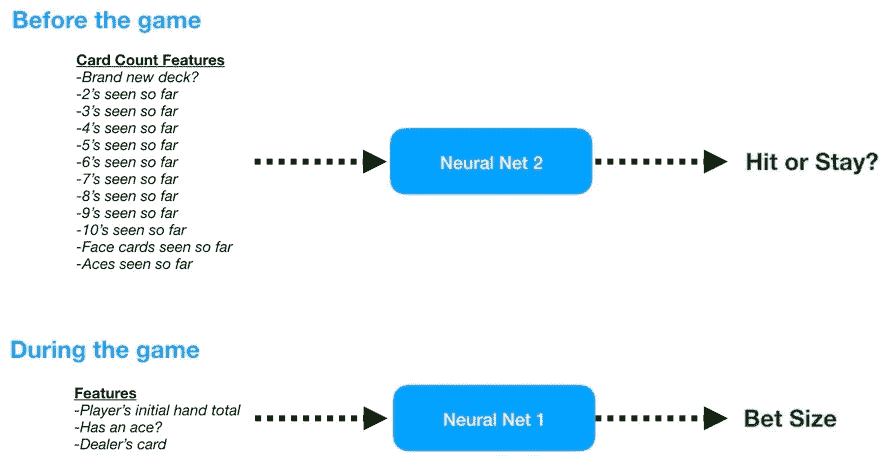 Before the game
Card Count Features
-Brand new deck?
-2's seen so far
-3's seen so far
-4's seen so far
-5's seen so far
-6's seen so far
-7's seen so far
-8's seen so far
-9's seen so far
-10's seen so far
-Face cards seen so far
-Aces seen so far
Neural Net 2
Hit or Stay?
During the game
Features
-Player's initial hand total
-Has an ace?
-Dealer's card
Neural Net 1
Bet Size